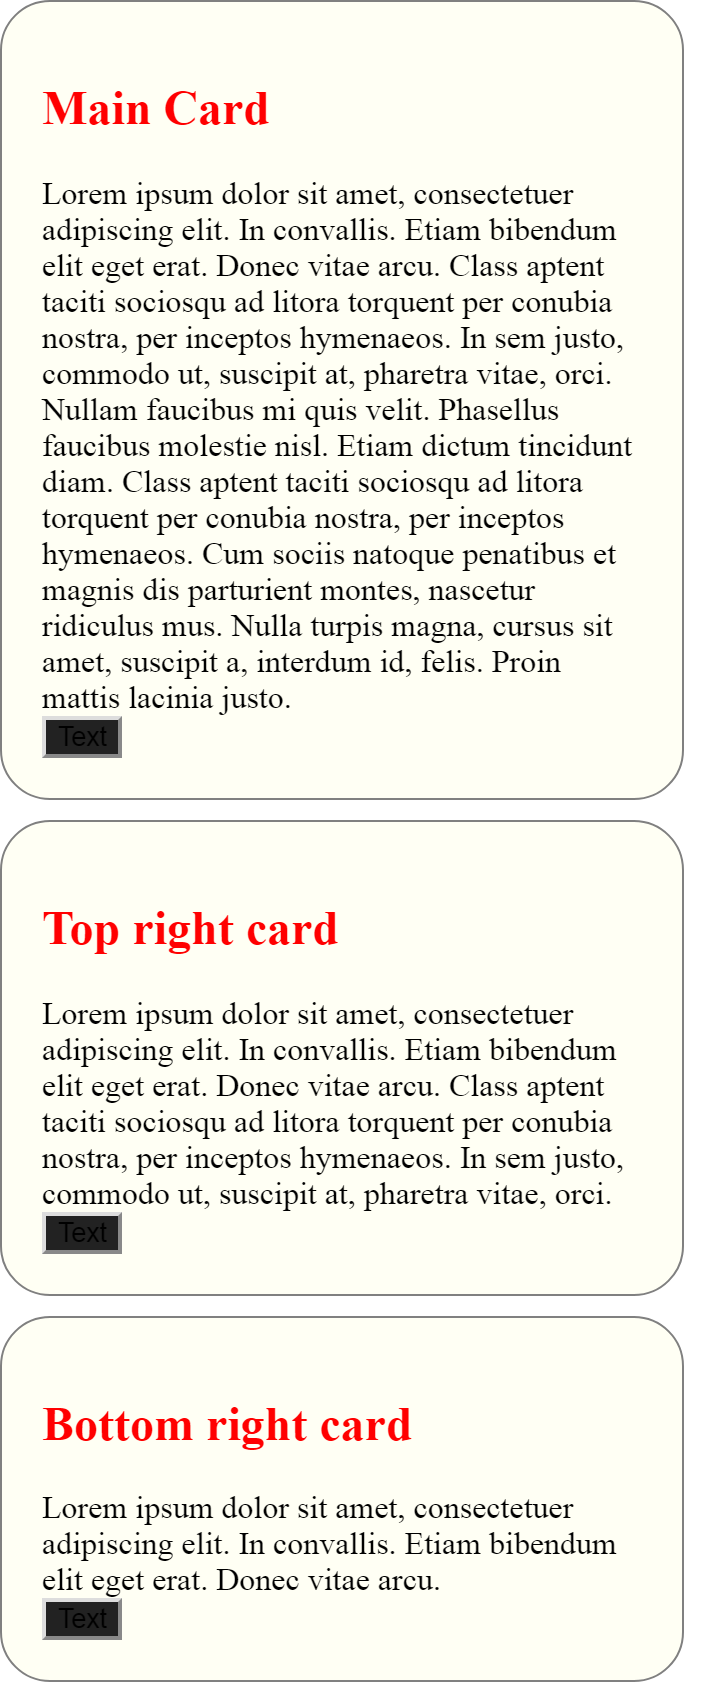 Main Card
Lorem ipsum dolor sit amet, consectetuer
adipiscing elit. In convallis. Etiam bibendum
elit eget erat. Donec vitae arcu. Class aptent
taciti sociosqu ad litora torquent per conubia
nostra, per inceptos hymenaeos. In sem justo,
commodo ut, suscipit at, pharetra vitae, orci.
Nullam faucibus mi quis velit. Phasellus
faucibus molestie nisl. Etiam dictum tincidunt
diam. Class aptent taciti sociosqu ad litora
torquent per conubia nostra, per inceptos
hymenaeos. Cum sociis natoque penatibus et
magnis dis parturient montes, nascetur
ridiculus mus. Nulla turpis magna, cursus sit
amet, suscipit a, interdum id, felis. Proin
mattis lacinia justo.
Text
Top right card
Lorem ipsum dolor sit amet, consectetuer
adipiscing elit. In convallis. Etiam bibendum
elit eget erat. Donec vitae arcu. Class aptent
taciti sociosqu ad litora torquent per conubia
nostra, per inceptos hymenaeos. In sem justo,
commodo ut, suscipit at, pharetra vitae, orci.
Text
Bottom right card
Lorem ipsum dolor sit amet, consectetuer
adipiscing elit. In convallis. Etiam bibendum
elit eget erat. Donec vitae arcu.
Text